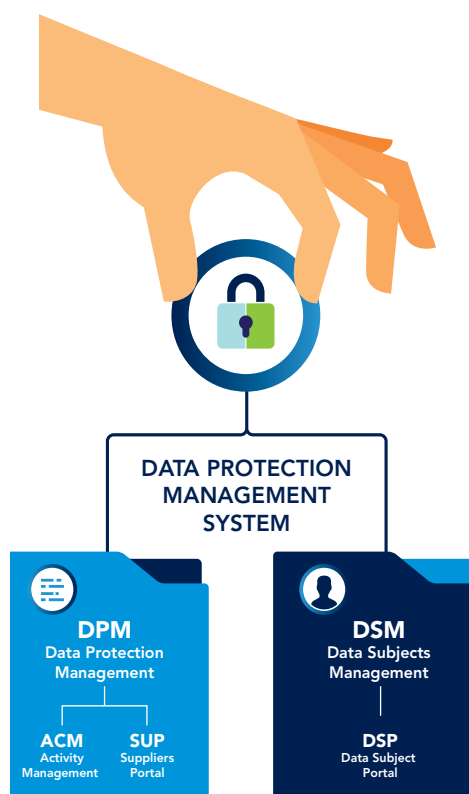 DATA PROTECTION
MANAGEMENT
SYSTEM
DPM
Data Protection
Management
ACM
Activity
Management
SUP
Suppliers
Portal
DSM
Data Subjects
Management
DSP
Data Subject
Portal